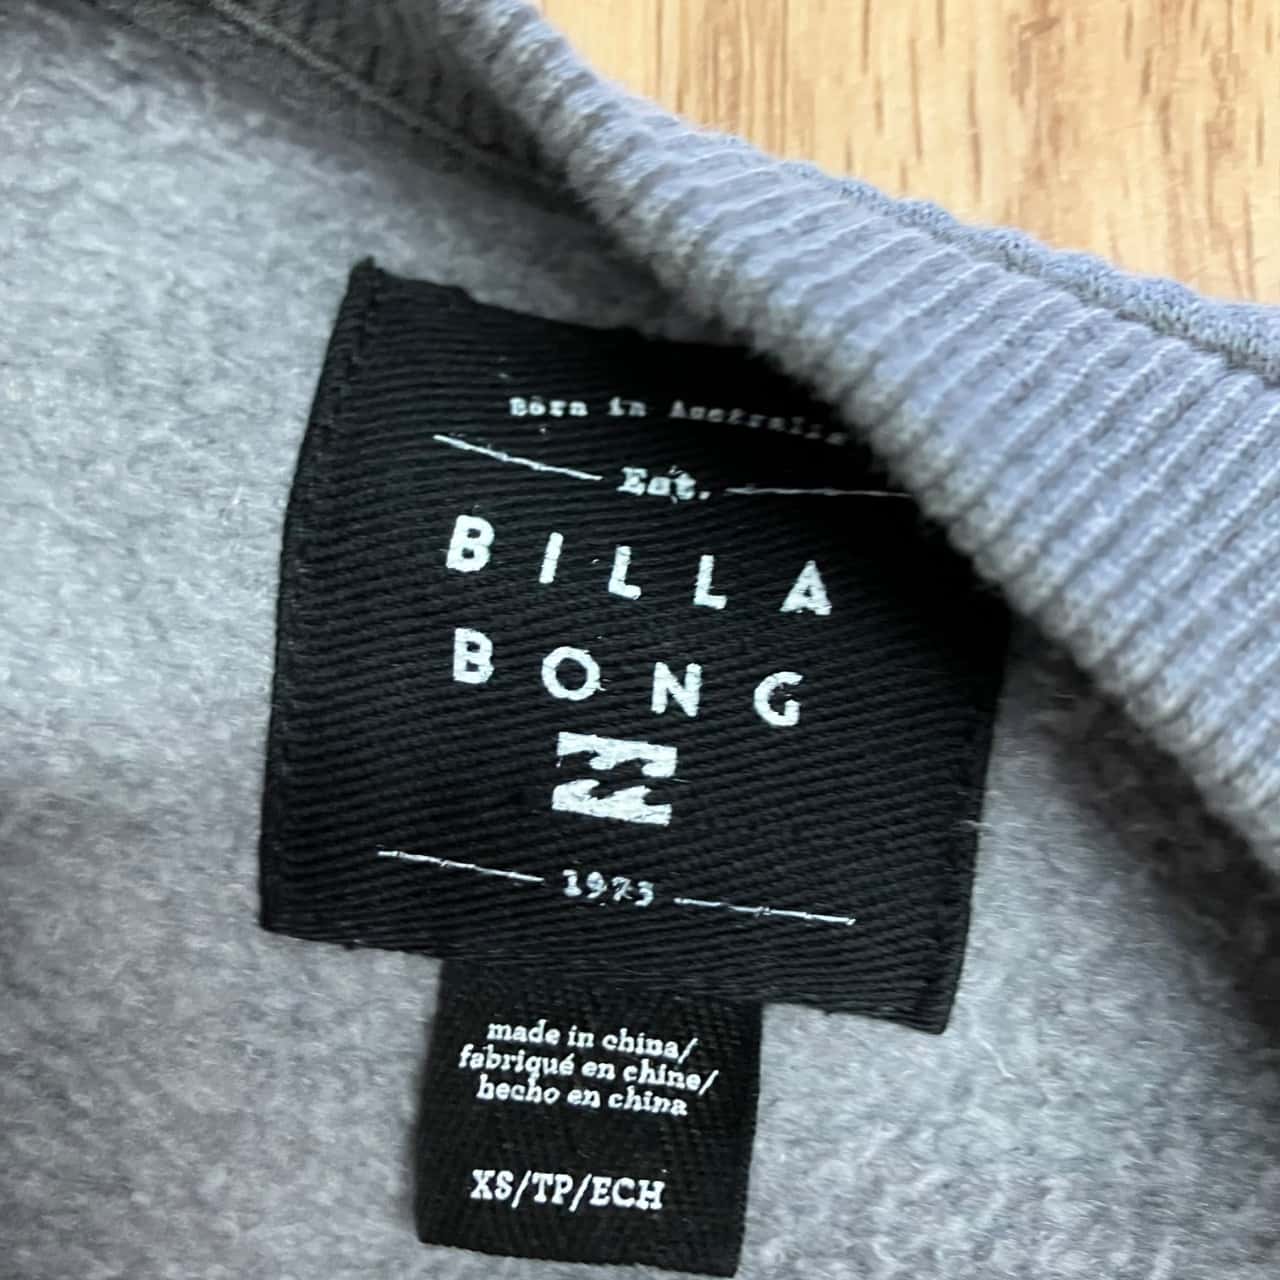 Born in Australia
Est.
BILLA
BONG
1973
made in china/
fabriqué en chine/
hecho en china
XS/TP/ECH